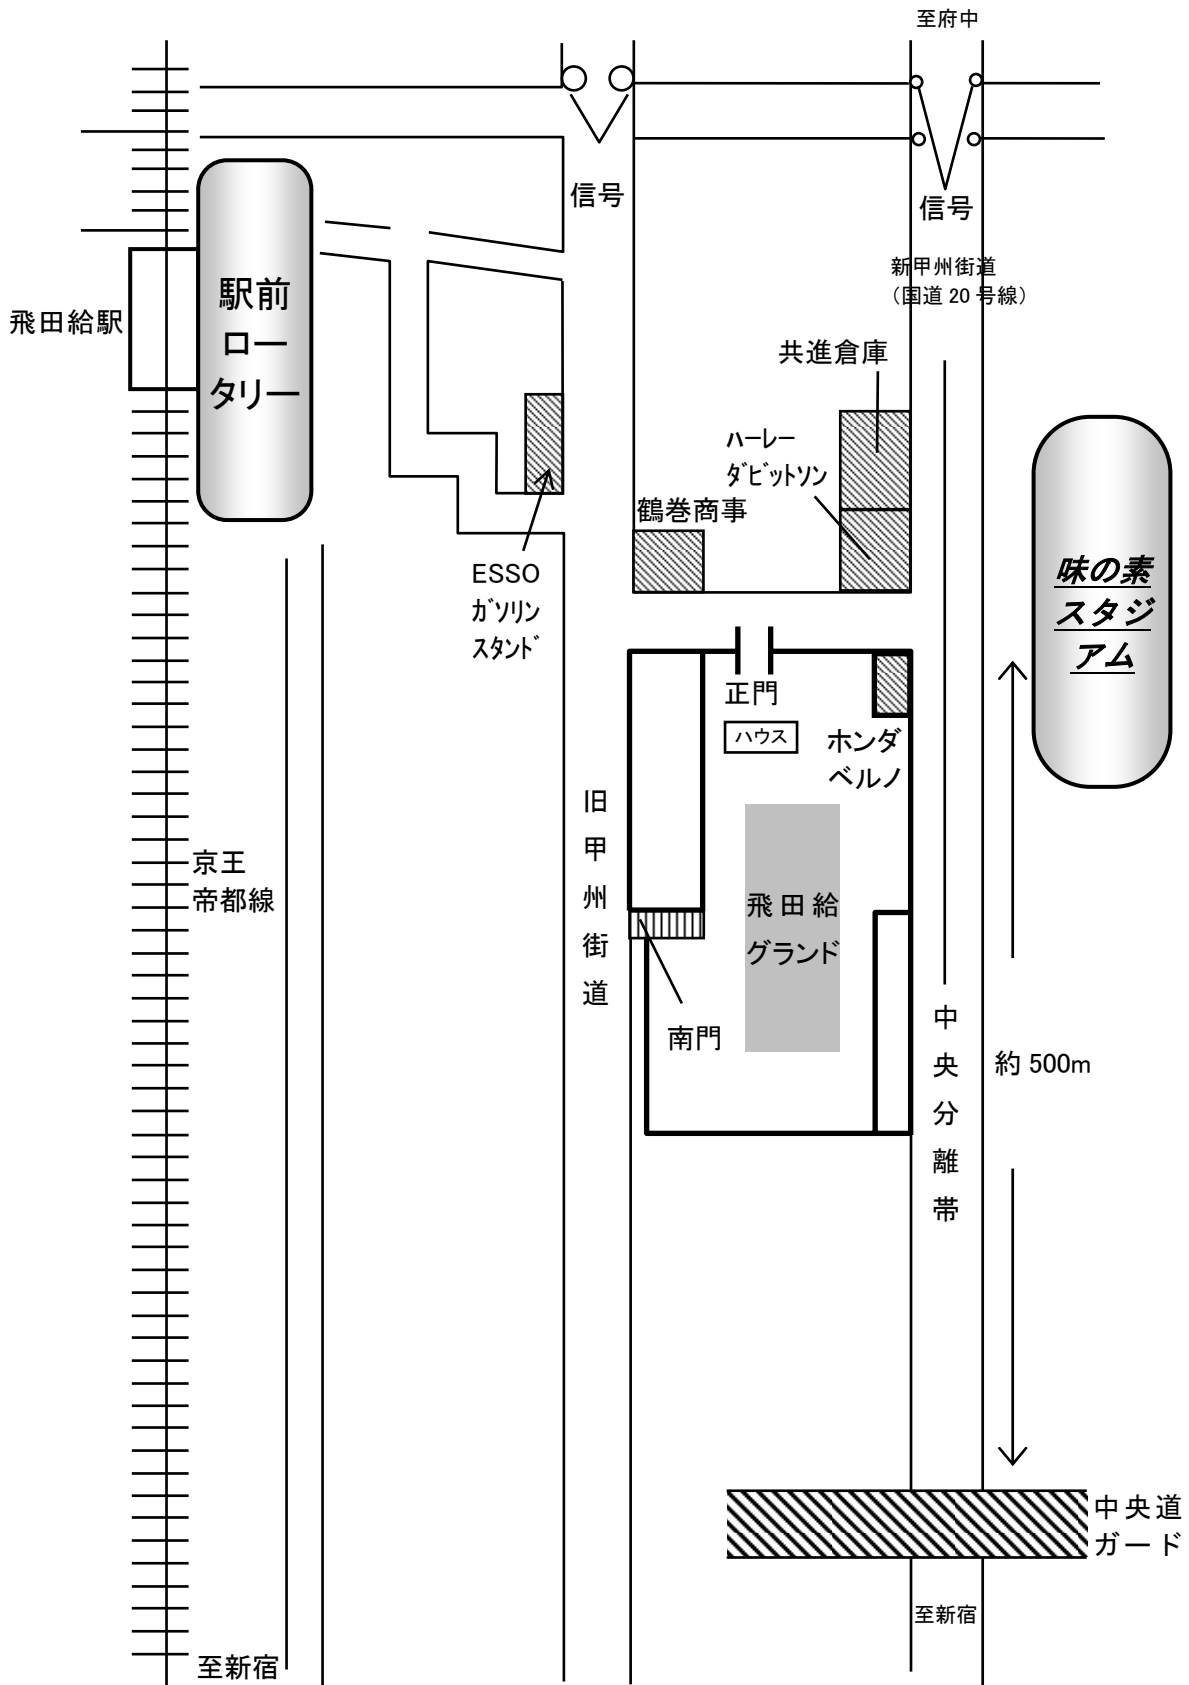 至府中
信号
信号
新甲州街道
（国道 20 号線）
飛田給駅
駅前
ロー
タリー
共進倉庫
ﾊｰﾚｰ
ﾀﾞﾋﾞｯﾄｿﾝ
鶴巻商事
ESSO
ｶﾞｿﾘﾝ
ｽﾀﾝﾄﾞ
味の素
スタジ
アム
正門
ハウス
ホンダ
ベルノ
旧
甲
州
街
道
京王
帝都線
飛田給
グランド
南門
中
央
分
離
帯
約 500m
中央道
ガード
至新宿
至新宿